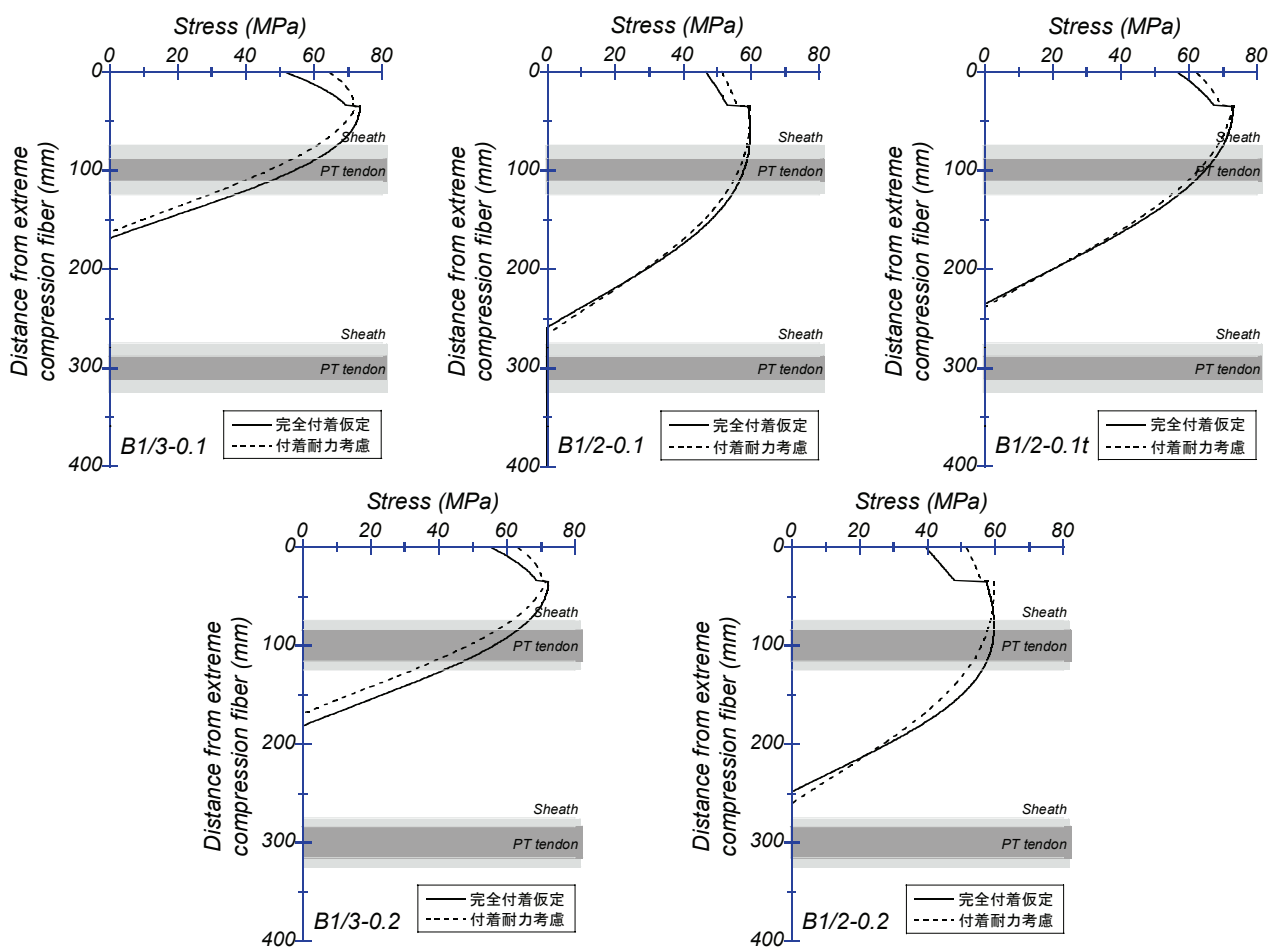 Stress (MPa)
0 20 40 60 80
0
100
200
300
400
Distance from extreme
compression fiber (mm)
Sheath
PT tendon
Sheath
PT tendon
完全付着仮定
付着耐力考慮
B1/3-0.1
Stress (MPa)
0 20 40 60 80
0
100
200
300
400
Distance from extreme
compression fiber (mm)
Sheath
PT tendon
Sheath
PT tendon
完全付着仮定
付着耐力考慮
B1/2-0.1
Stress (MPa)
0 20 40 60 80
0
100
200
300
400
Distance from extreme
compression fiber (mm)
Sheath
PT tendon
Sheath
PT tendon
完全付着仮定
付着耐力考慮
B1/2-0.1t
Stress (MPa)
0 20 40 60 80
0
100
200
300
400
Distance from extreme
compression fiber (mm)
Sheath
PT tendon
Sheath
PT tendon
完全付着仮定
付着耐力考慮
B1/3-0.2
Stress (MPa)
0 20 40 60 80
0
100
200
300
400
Distance from extreme
compression fiber (mm)
Sheath
PT tendon
Sheath
PT tendon
完全付着仮定
付着耐力考慮
B1/2-0.2